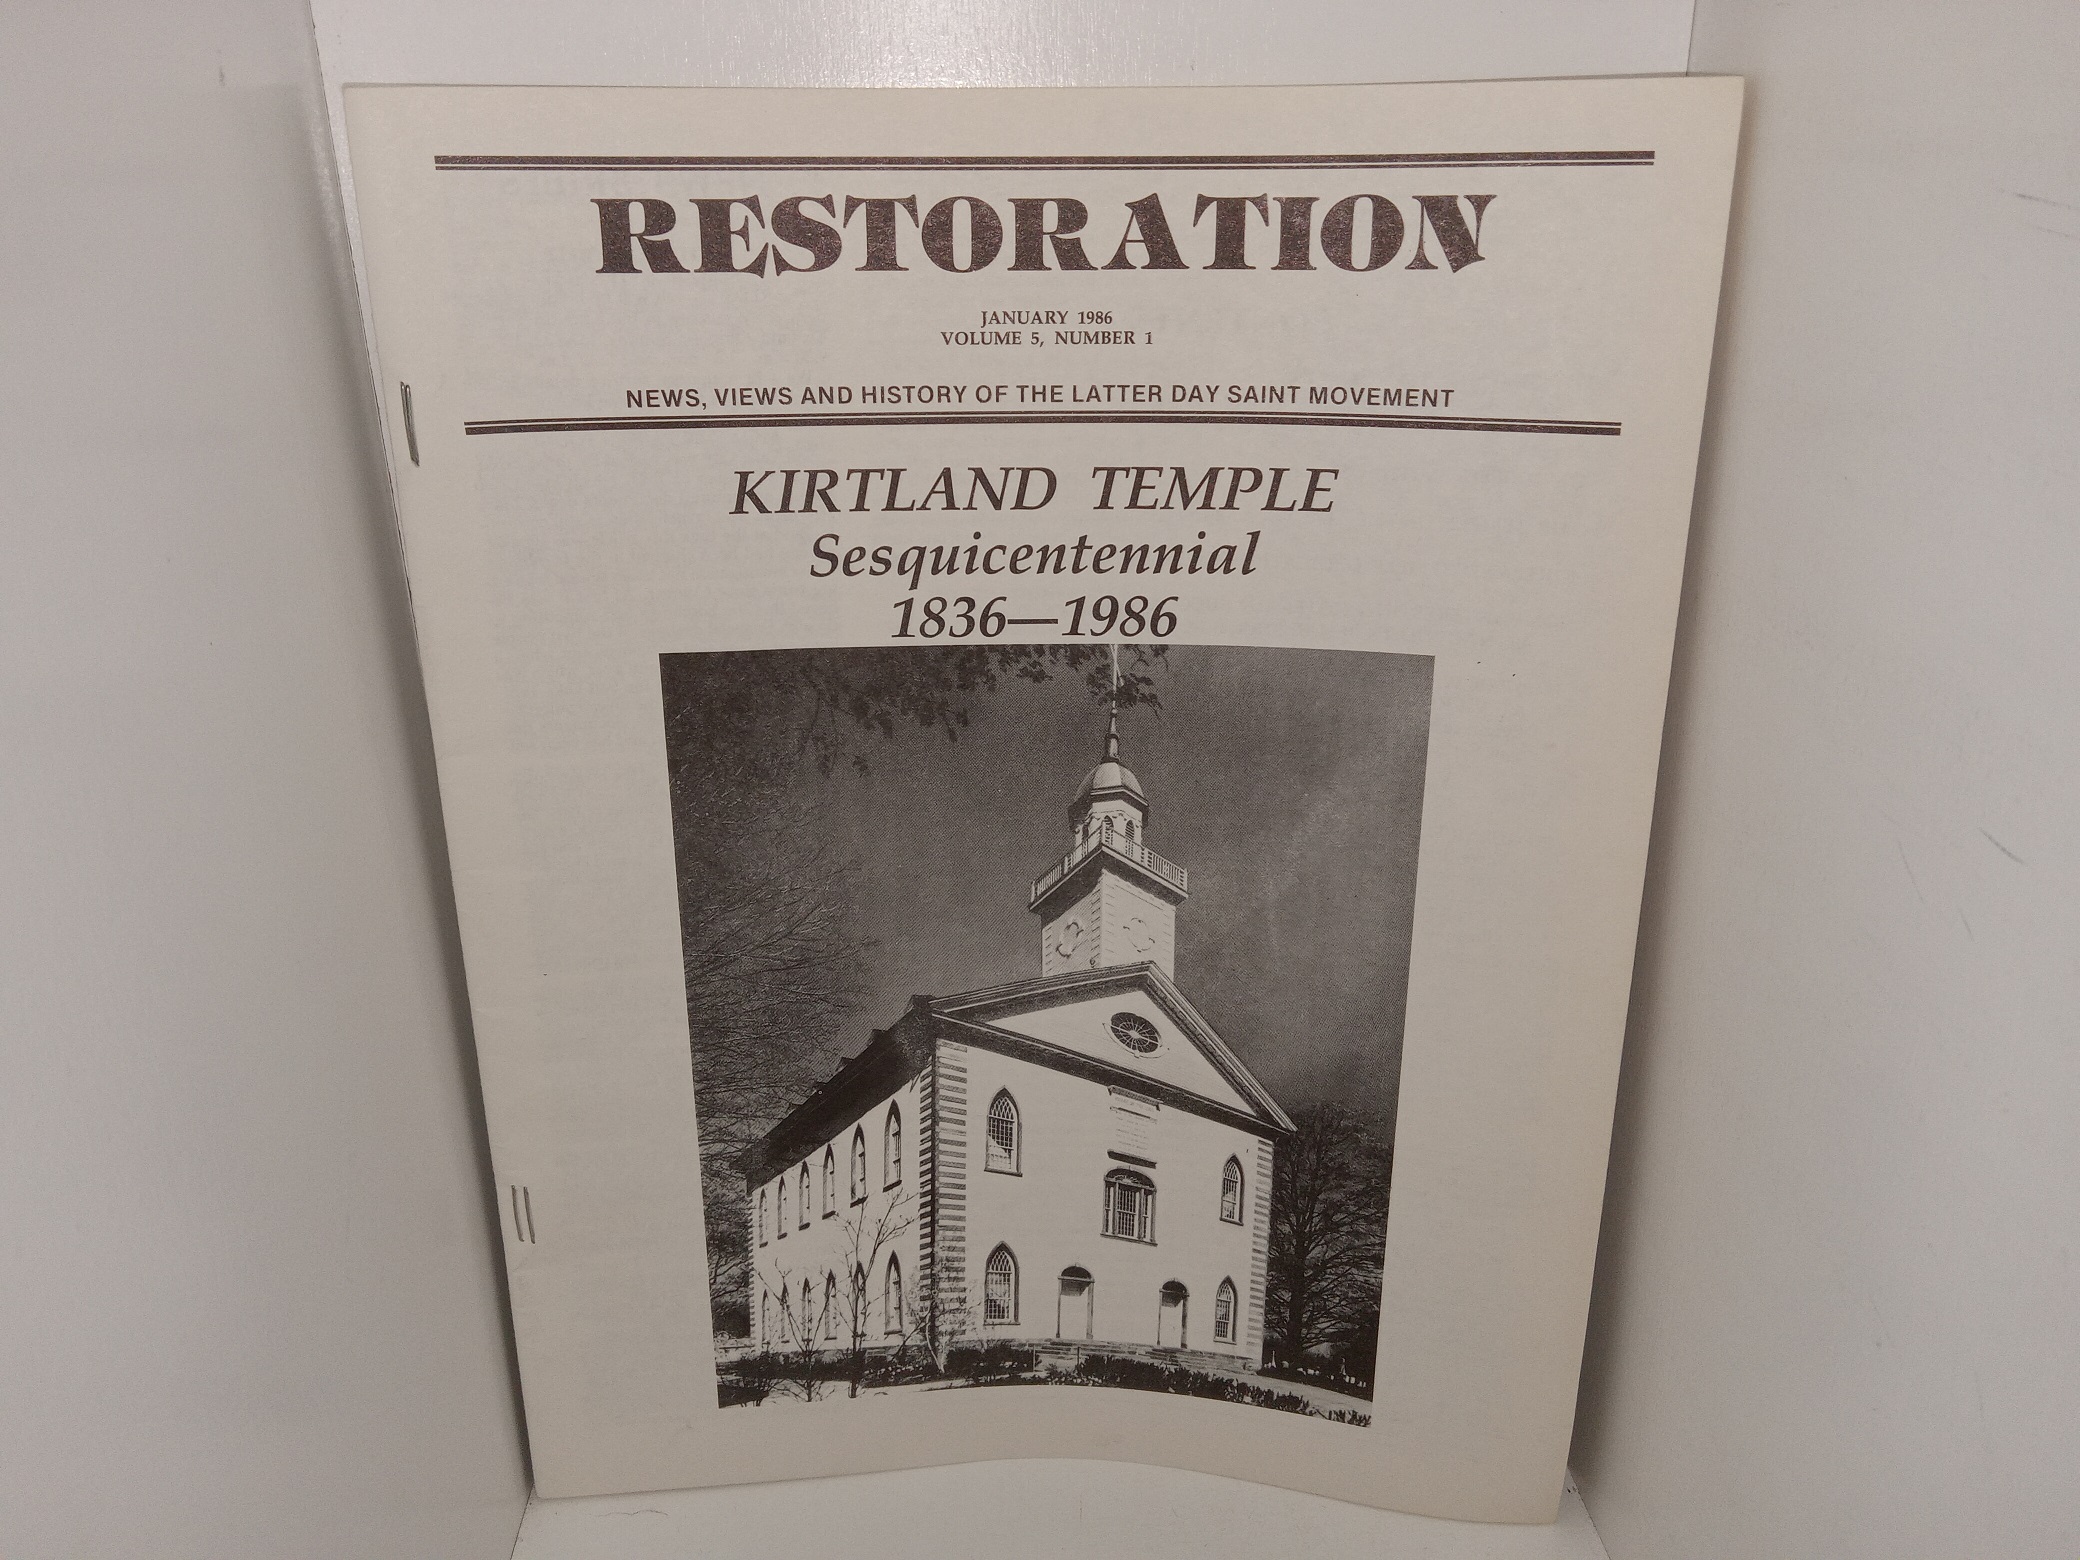 RESTORATION
JANUARY 1986
VOLUME 5, NUMBER 1
NEWS, VIEWS AND HISTORY OF THE LATTER DAY SAINT MOVEMENT
KIRTLAND TEMPLE
Sesquicentennial
1836—1986